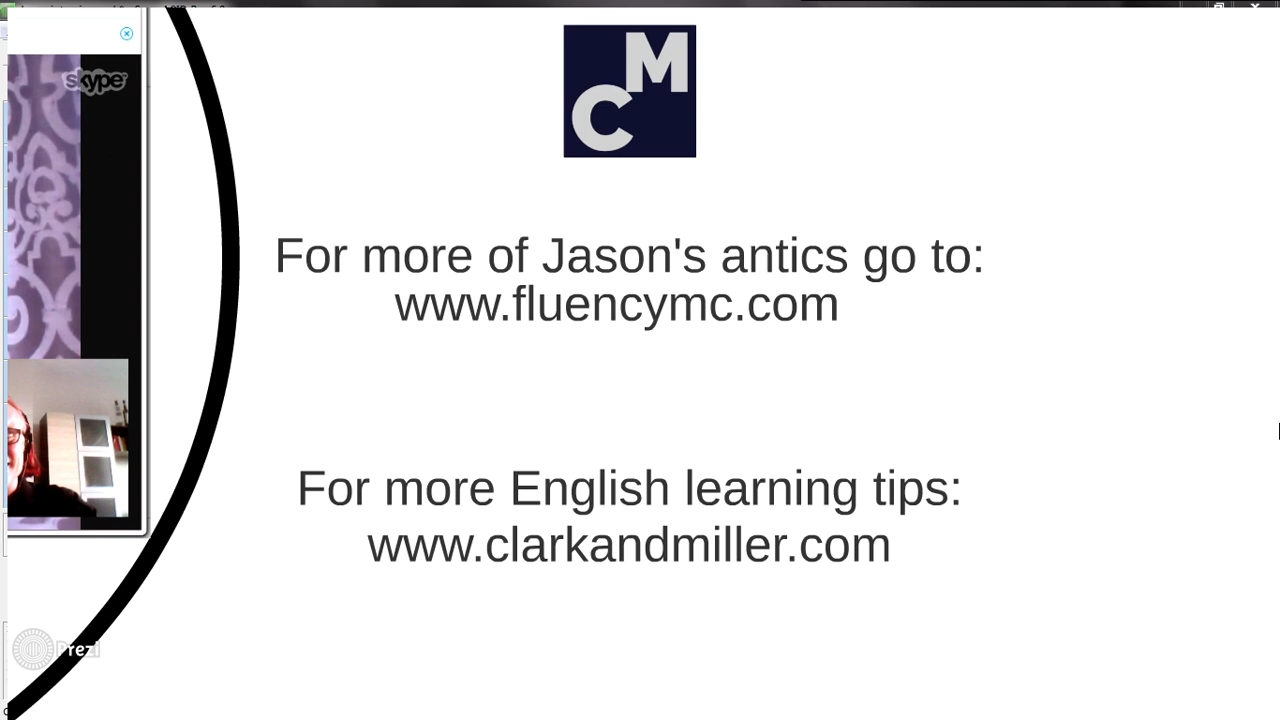 skype
M
C
For more of Jason's antics go to:
www.fluencymc.com
For more English learning tips:
www.clarkandmiller.com
Prezi